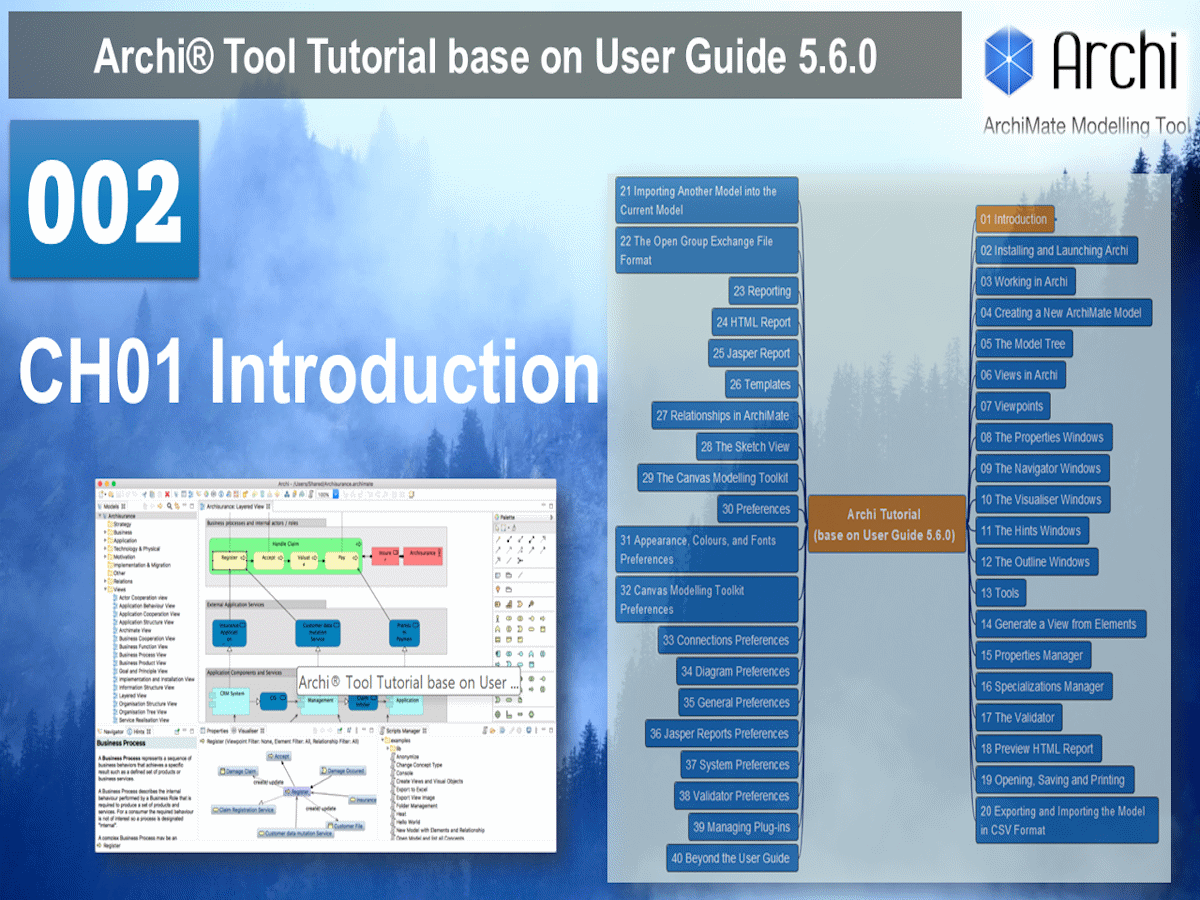 Archi® Tool Tutorial base on User Guide 5.6.0
Archi
ArchiMate Modelling Tool
002
CH01 Introduction
21 Importing Another Model into the
Current Model
22 The Open Group Exchange File
Format
23 Reporting
24 HTML Report
25 Jasper Report
26 Templates
27 Relationships in ArchiMate
28 The Sketch View
29 The Canvas Modelling Toolkit
30 Preferences
31 Appearance, Colours, and Fonts
Preferences
32 Canvas Modelling Toolkit
Preferences
33 Connections Preferences
34 Diagram Preferences
35 General Preferences
36 Jasper Reports Preferences
37 System Preferences
38 Validator Preferences
39 Managing Plug-ins
40 Beyond the User Guide
Archi Tutorial
(base on User Guide 5.6.0)
01 Introduction
02 Installing and Launching Archi
03 Working in Archi
04 Creating a New ArchiMate Model
05 The Model Tree
06 Views in Archi
07 Viewpoints
08 The Properties Windows
09 The Navigator Windows
10 The Visualiser Windows
11 The Hints Windows
12 The Outline Windows
13 Tools
14 Generate a View from Elements
15 Properties Manager
16 Specializations Manager
17 The Validator
18 Preview HTML Report
19 Opening, Saving and Printing
20 Exporting and Importing the Model
in CSV Format
Archi - /Users/Shared/Archisurance.archimate
Models
Archisurance
Strategy
Business
Application
Technology & Physical
Motivation
Implementation & Migration
Other
Relations
Views
Actor Cooperation view
Application Behaviour View
Application Cooperation View
Application Structure View
Archimate View
Business Cooperation View
Business Function View
Business Process View
Business Product View
Goal and Principle View
Implementation and Installation View
Information Structure View
Layered View
Organisation Structure View
Organisation Tree View
Service Realisation View
Archisurance: Layered View
Business processes and internal actors / roles
Handle Claim
Register
Accept
Pay
Archisurance
External Application Services
Customer data
mutation
Service
Application Components and Services
CRM System
Management
Application
Palette
Archi® Tool Tutorial base on User ...
Navigator
Hints
Business Process
A Business Process represents a sequence of
business behaviors that achieves a specific
result such as a defined set of products or
business services.
A Business Process describes the internal
behavior performed by a Business Role that is
required to produce a set of products and
services. For a consumer the required behaviour
is not of interest so a process is designated
"internal".
A complex Business Process may be an
Register
Properties
Visualiser
Register (Viewpoint Filter: None, Element Filter: All, Relationship Filter: All)
Accept
Damage Claim
Damage Occured
create/ update
Register
Insurance
Claim Registration Service
create/ update
Customer File
Customer data mutation Service
Scripts Manager
examples
lib
Anonymize
Change Concept Type
Console
Create Views and Visual Objects
Export to Excel
Export View Image
Folder Management
Heat
Hello World
New Model with Elements and Relationship
Open Model and list all Concepts